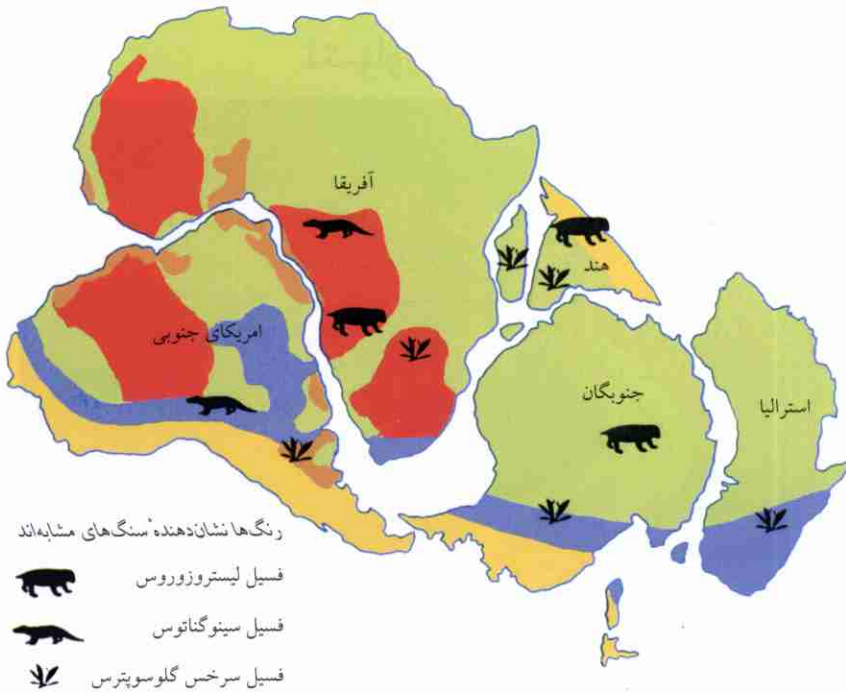 آفریقا
هند
امریکای جنوبی
جنوبگان
استرالیا
رنگ‌ها نشان‌دهندهٔ سنگ‌های مشابه‌اند
فسیل لیستروزوروس
فسیل سینوگناتوس
فسیل سرخس گلوسوپترس